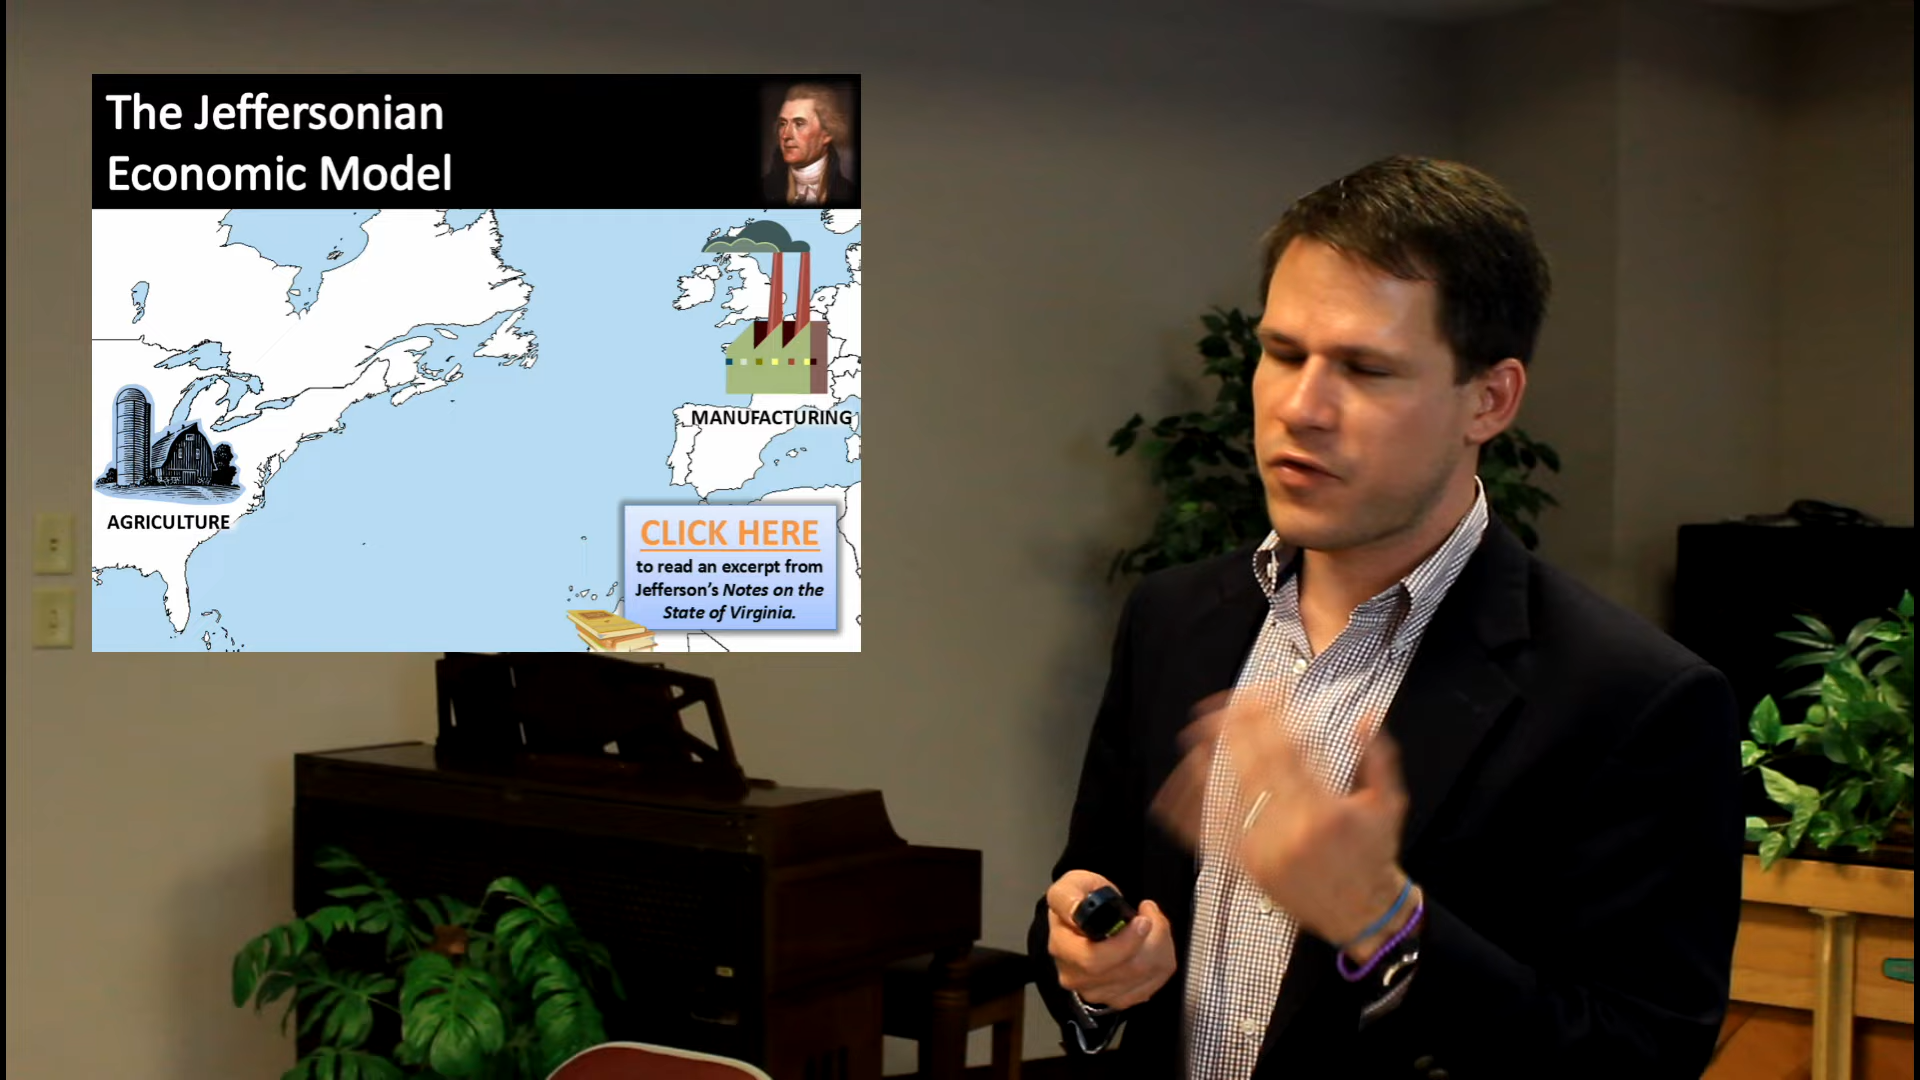 The Jeffersonian
Economic Model
MANUFACTURING
AGRICULTURE
CLICK HERE
to read an excerpt from
Jefferson's Notes on the
State of Virginia.